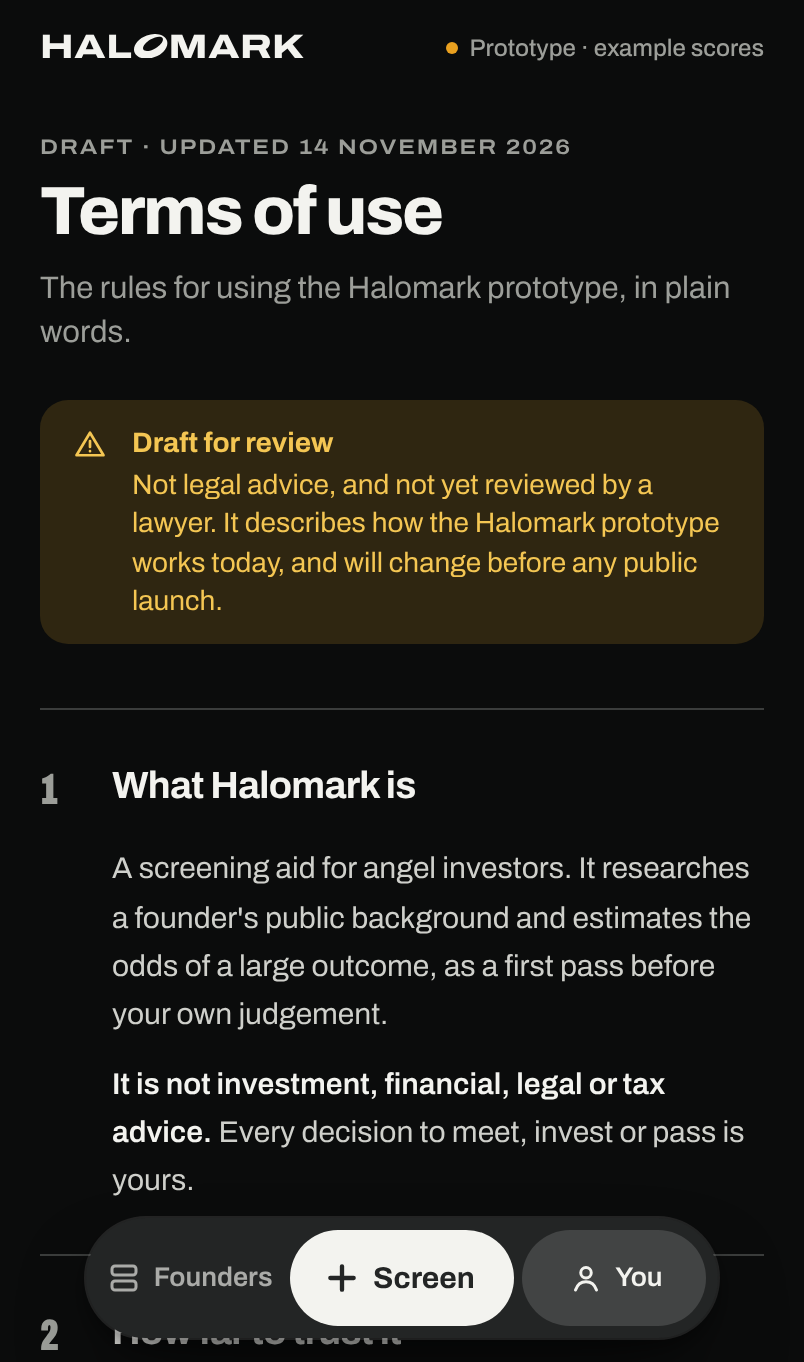 HALOMARK
Prototype · example scores
DRAFT · UPDATED 14 NOVEMBER 2026
Terms of use
The rules for using the Halomark prototype, in plain
words.
Draft for review
Not legal advice, and not yet reviewed by a
lawyer. It describes how the Halomark prototype
works today, and will change before any public
launch.
1 What Halomark is
A screening aid for angel investors. It researches
a founder's public background and estimates the
odds of a large outcome, as a first pass before
your own judgement.
It is not investment, financial, legal or tax
advice. Every decision to meet, invest or pass is
yours.
Founders
Screen
You
2 How far to trust it